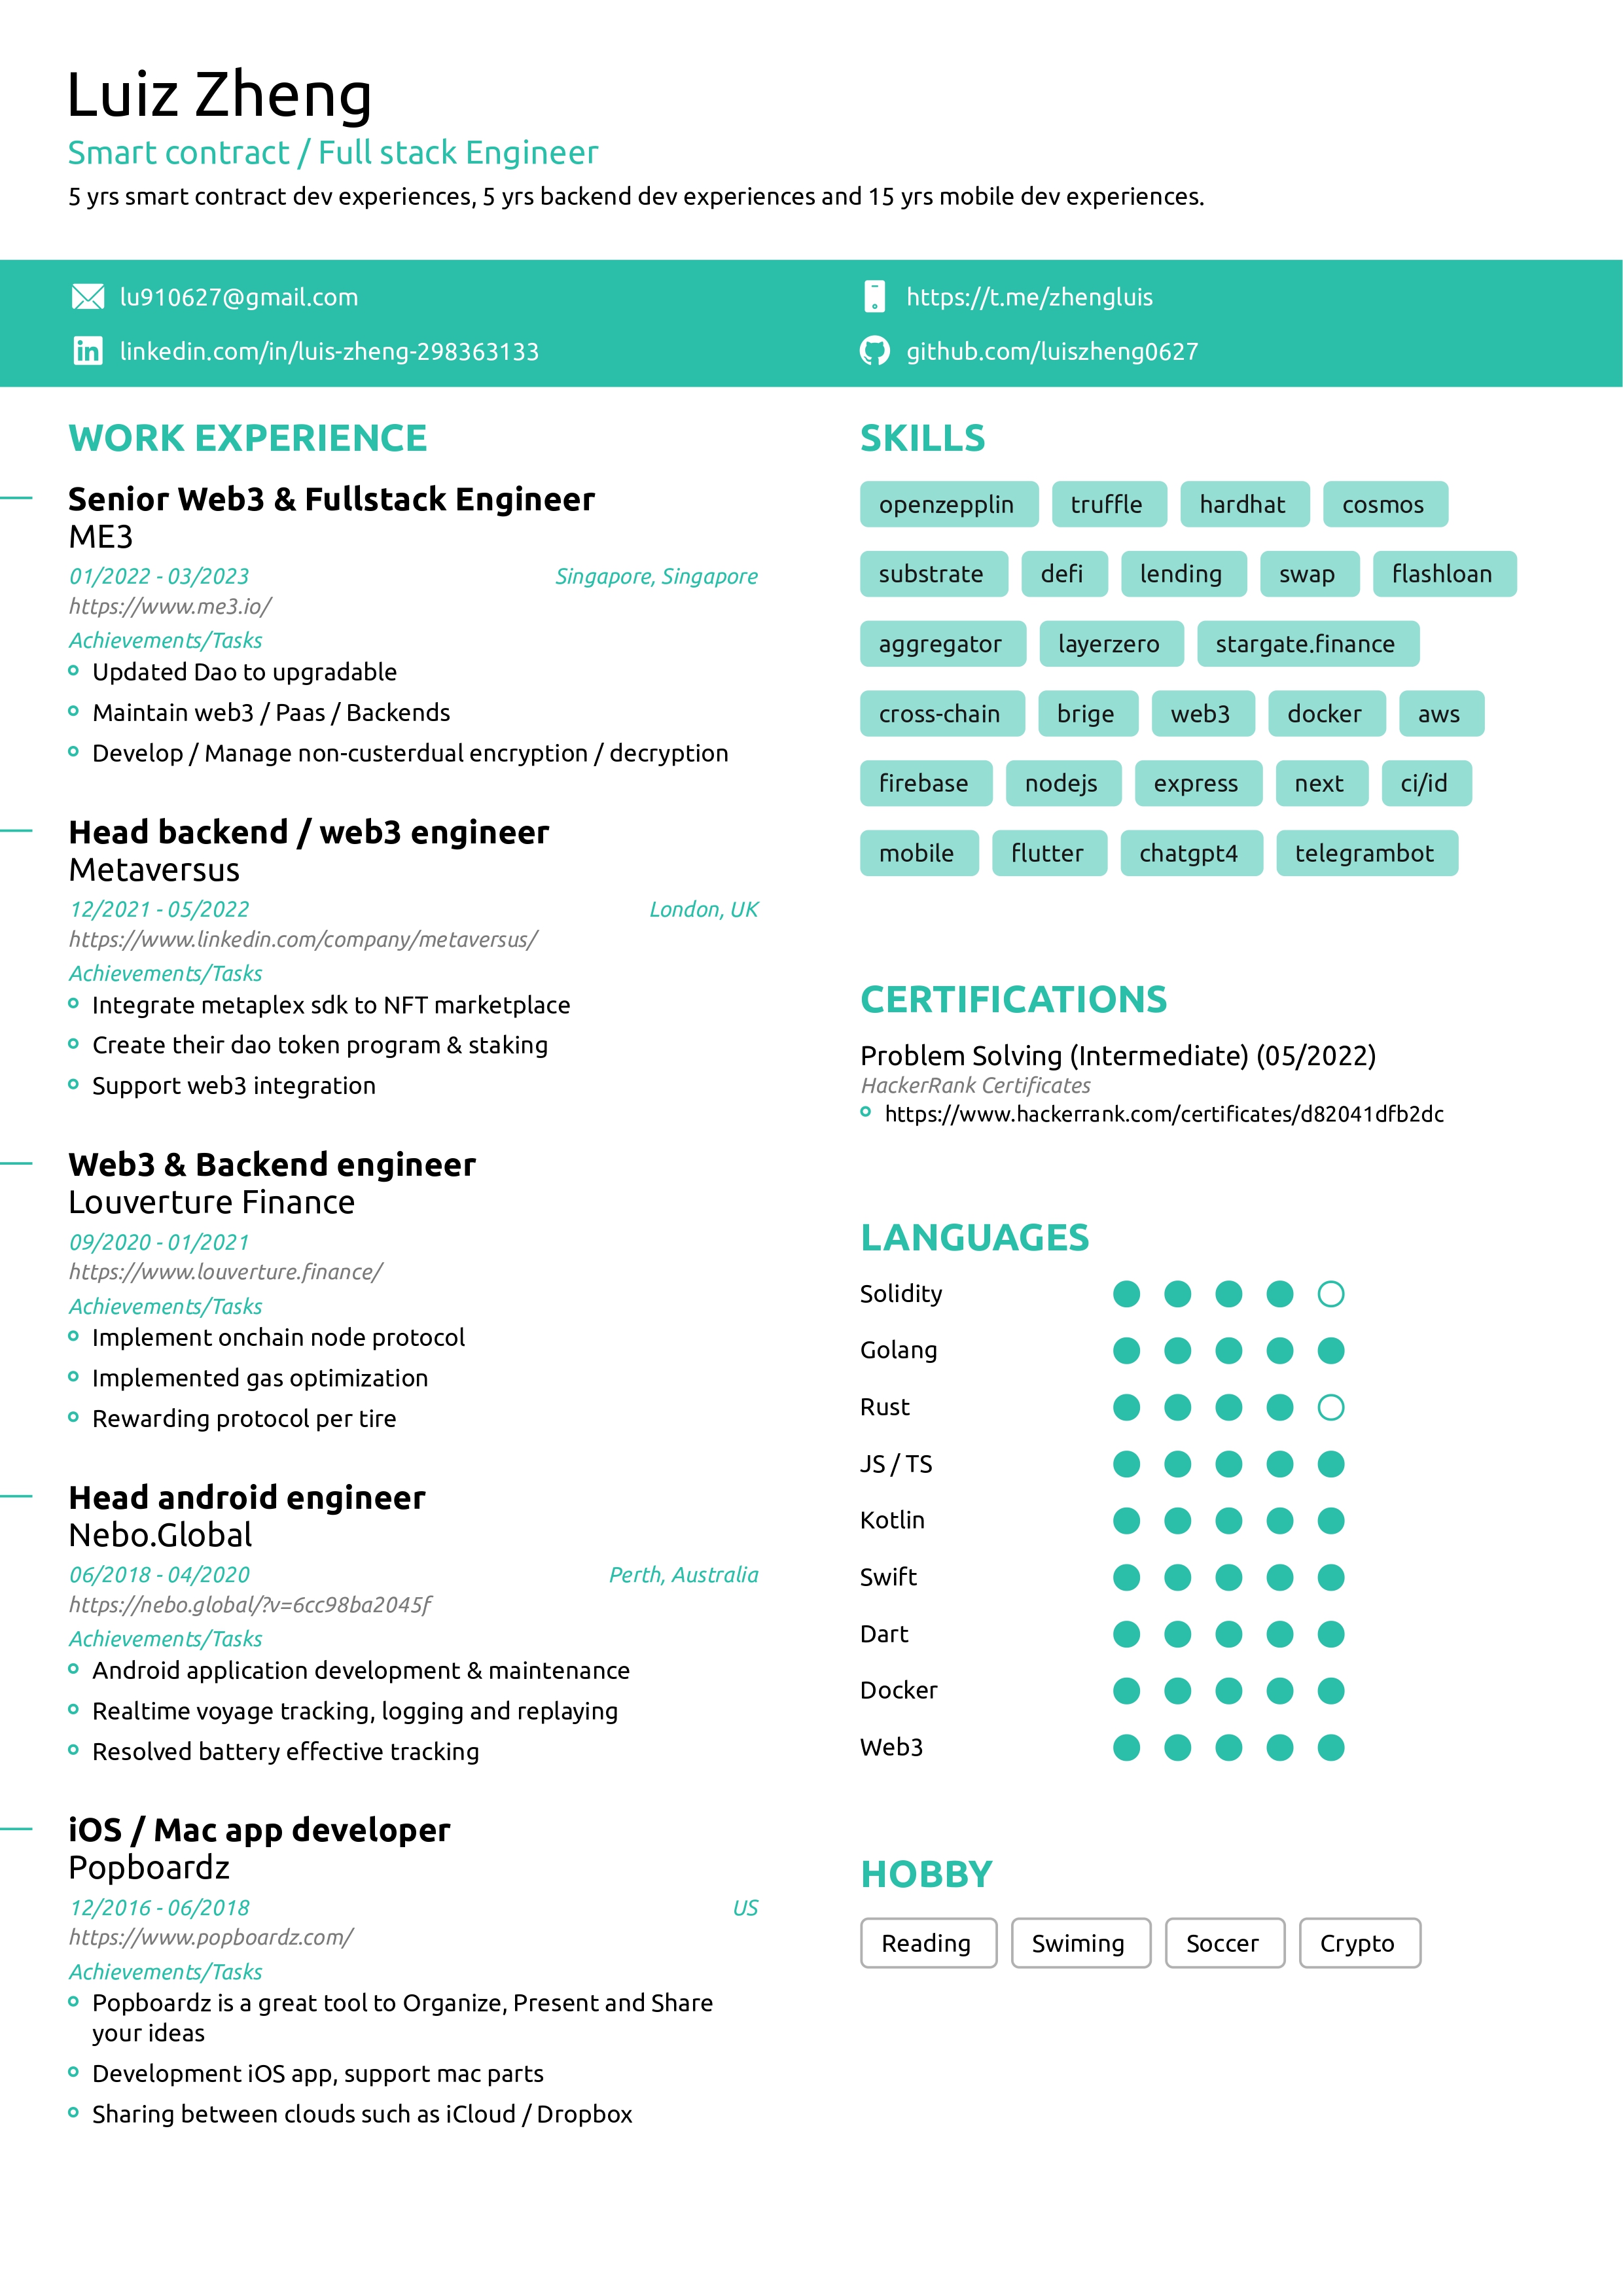 Luiz Zheng
Smart contract / Full stack Engineer
5 yrs smart contract dev experiences, 5 yrs backend dev experiences and 15 yrs mobile dev experiences.
lu910627@gmail.com
https://t.me/zhengluis
linkedin.com/in/luis-zheng-298363133
github.com/luiszheng0627
WORK EXPERIENCE
Senior Web3 & Fullstack Engineer
ME3
01/2022 - 03/2023 Singapore, Singapore
https://www.me3.io/
Achievements/Tasks
Updated Dao to upgradable
Maintain web3 / Paas / Backends
Develop / Manage non-custerdual encryption / decryption
Head backend / web3 engineer
Metaversus
12/2021 - 05/2022 London, UK
https://www.linkedin.com/company/metaversus/
Achievements/Tasks
Integrate metaplex sdk to NFT marketplace
Create their dao token program & staking
Support web3 integration
Web3 & Backend engineer
Louverture Finance
09/2020 - 01/2021
https://www.louverture.finance/
Achievements/Tasks
Implement onchain node protocol
Implemented gas optimization
Rewarding protocol per tire
Head android engineer
Nebo.Global
06/2018 - 04/2020 Perth, Australia
https://nebo.global/?v=6cc98ba2045f
Achievements/Tasks
Android application development & maintenance
Realtime voyage tracking, logging and replaying
Resolved battery effective tracking
iOS / Mac app developer
Popboardz
12/2016 - 06/2018 US
https://www.popboardz.com/
Achievements/Tasks
Popboardz is a great tool to Organize, Present and Share
your ideas
Development iOS app, support mac parts
Sharing between clouds such as iCloud / Dropbox
SKILLS
openzepplin truffle hardhat cosmos
substrate defi lending swap flashloan
aggregator layerzero stargate.finance
cross-chain brige web3 docker aws
firebase nodejs express next ci/id
mobile flutter chatgpt4 telegrambot
CERTIFICATIONS
Problem Solving (Intermediate) (05/2022)
HackerRank Certificates
https://www.hackerrank.com/certificates/d82041dfb2dc
LANGUAGES
Solidity
Golang
Rust
JS / TS
Kotlin
Swift
Dart
Docker
Web3
HOBBY
Reading Swiming Soccer Crypto